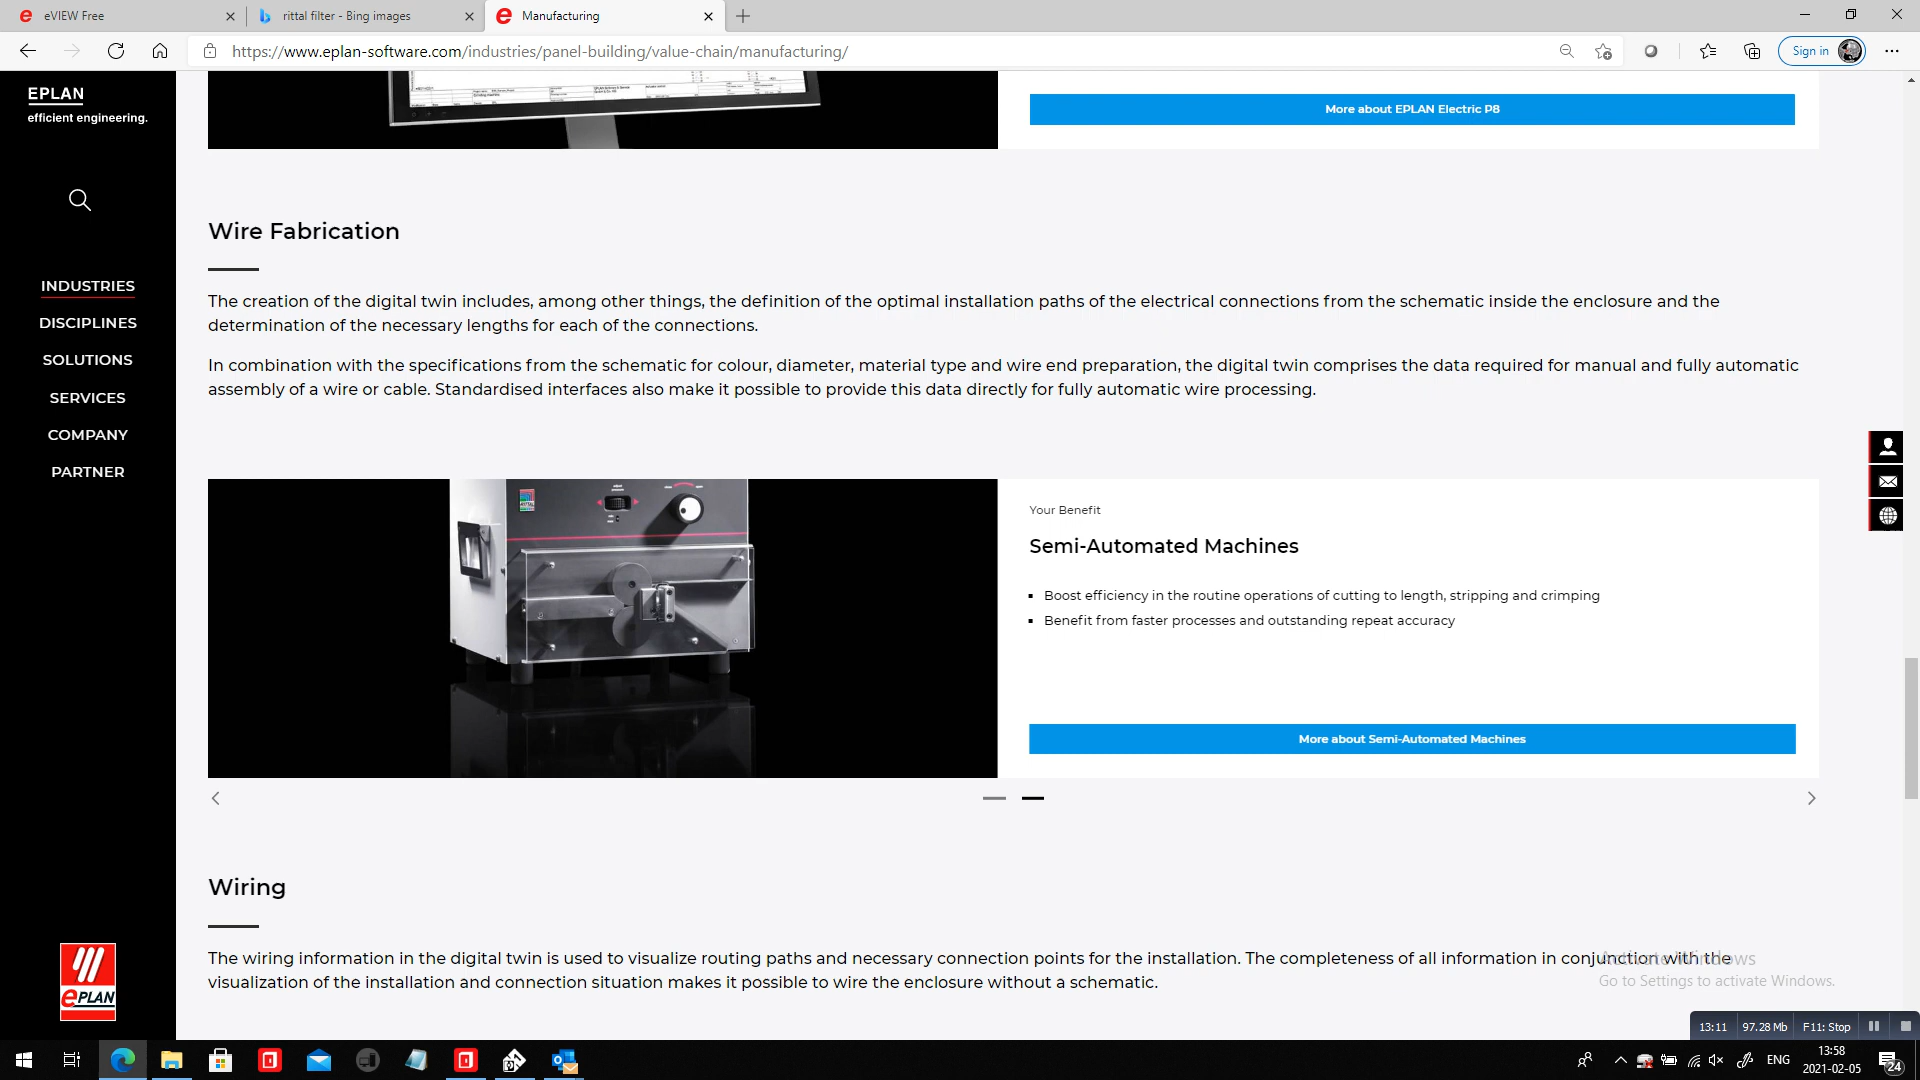 eVIEW Free
rittal filter - Bing images
Manufacturing
https://www.eplan-software.com/industries/panel-building/value-chain/manufacturing/
Sign in
EPLAN
efficient engineering.
More about EPLAN Electric P8
INDUSTRIES
DISCIPLINES
SOLUTIONS
SERVICES
COMPANY
PARTNER
Wire Fabrication
The creation of the digital twin includes, among other things, the definition of the optimal installation paths of the electrical connections from the schematic inside the enclosure and the
determination of the necessary lengths for each of the connections.
In combination with the specifications from the schematic for colour, diameter, material type and wire end preparation, the digital twin comprises the data required for manual and fully automatic
assembly of a wire or cable. Standardised interfaces also make it possible to provide this data directly for fully automatic wire processing.
Your Benefit
Semi-Automated Machines
Boost efficiency in the routine operations of cutting to length, stripping and crimping
Benefit from faster processes and outstanding repeat accuracy
More about Semi-Automated Machines
Wiring
The wiring information in the digital twin is used to visualize routing paths and necessary connection points for the installation. The completeness of all information in conjunction with the
visualization of the installation and connection situation makes it possible to wire the enclosure without a schematic.
Activate Windows
Go to Settings to activate Windows.
ePLAN
13:11 97.28 Mb F11: Stop
ENG
13:58
2021-02-05
24